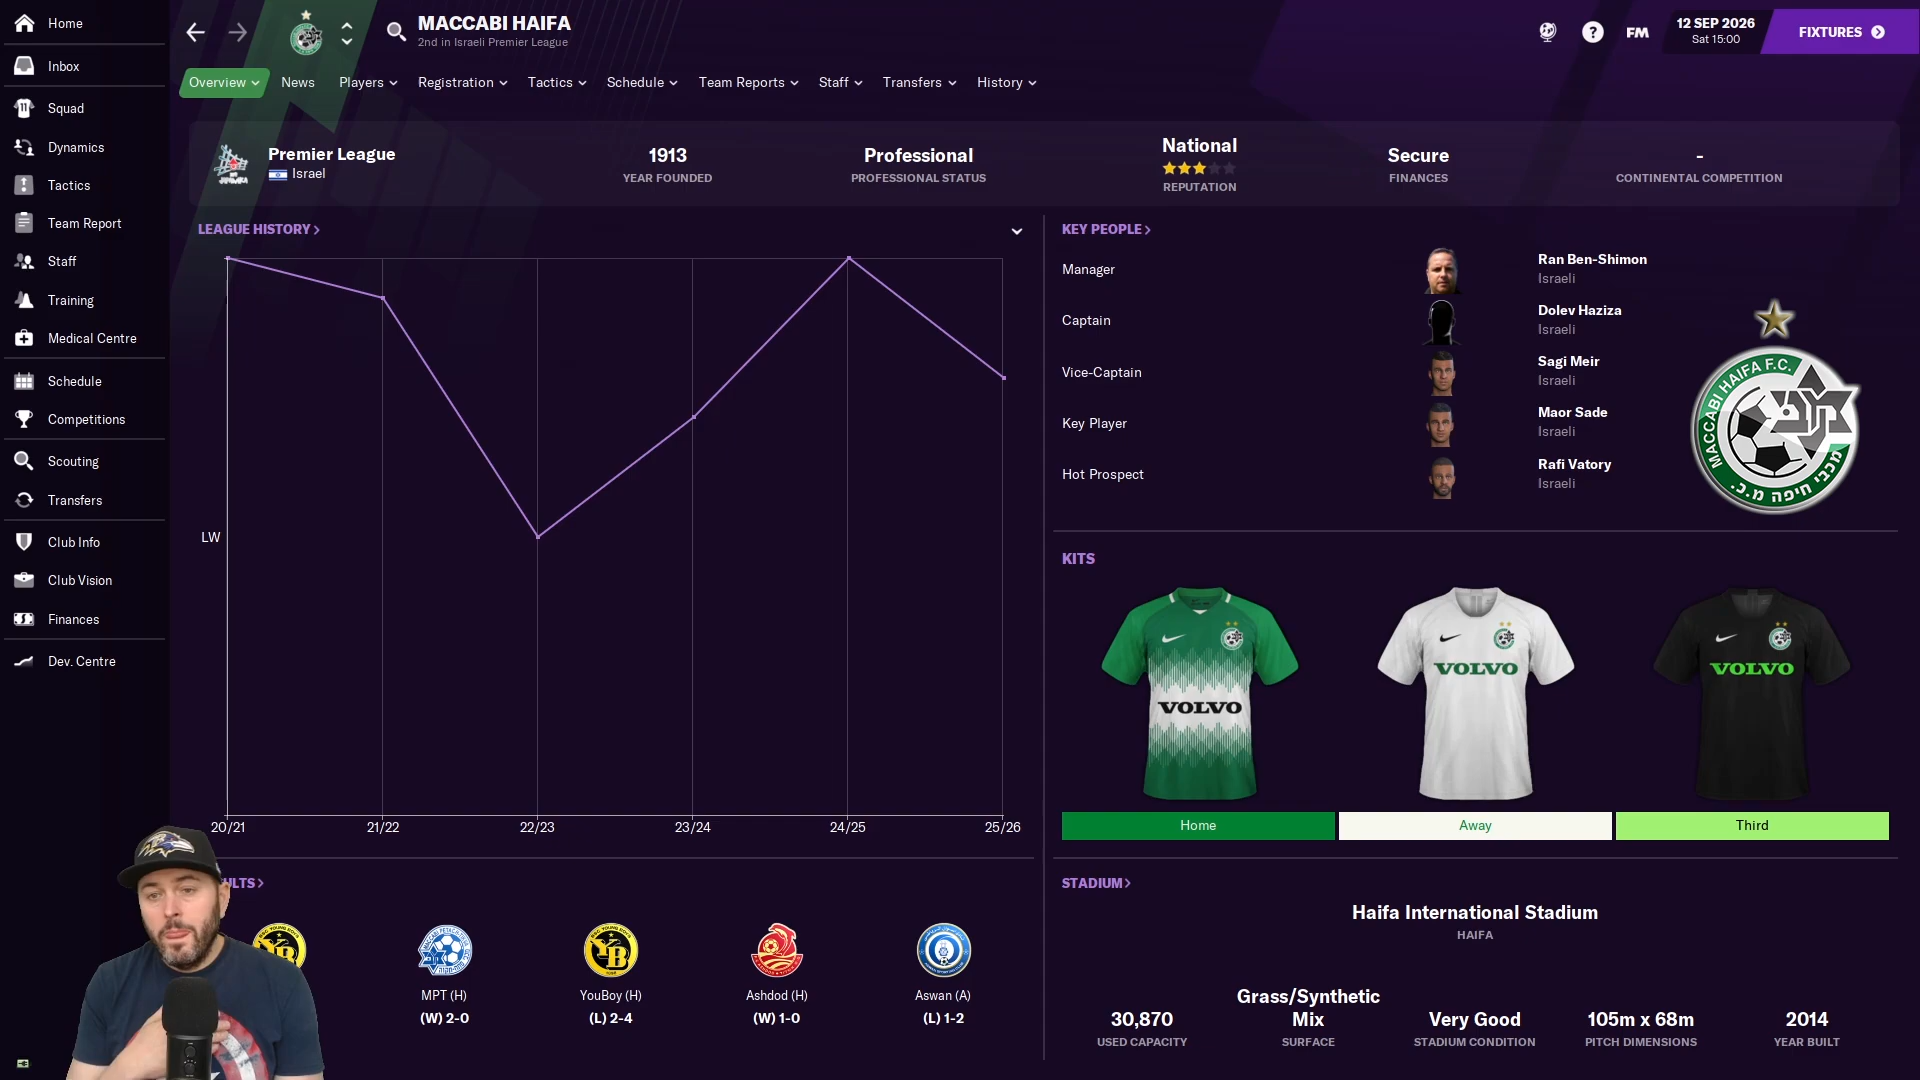 Home
Inbox
Squad
Dynamics
Tactics
Team Report
Staff
Training
Medical Centre
Schedule
Competitions
Scouting
Transfers
Club Info
Club Vision
Finances
Dev. Centre
MACCABI HAIFA
2nd in Israeli Premier League
FM
12 SEP 2026
Sat 15:00
FIXTURES
Overview
News
Players
Registration
Tactics
Schedule
Team Reports
Staff
Transfers
History
Premier League
Israel
1913
YEAR FOUNDED
Professional
PROFESSIONAL STATUS
National
REPUTATION
Secure
FINANCES
-
CONTINENTAL COMPETITION
LEAGUE HISTORY
LW
20/21
21/22
22/23
23/24
24/25
25/26
KEY PEOPLE
Manager
Ran Ben-Shimon
Israeli
Captain
Dolev Haziza
Israeli
Vice-Captain
Sagi Meir
Israeli
Key Player
Maor Sade
Israeli
Hot Prospect
Rafi Vatory
Israeli
MACCABI HAIFA F.C.
מכבי חיפה מ.כ.
KITS
VOLVO
VOLVO
VOLVO
Home
Away
Third
ULTS
YB
MPT (H)
(W) 2-0
YB
YouBoy (H)
(L) 2-4
Ashdod (H)
(W) 1-0
Aswan (A)
(L) 1-2
STADIUM
Haifa International Stadium
HAIFA
30,870
USED CAPACITY
Grass/Synthetic
Mix
SURFACE
Very Good
STADIUM CONDITION
105m x 68m
PITCH DIMENSIONS
2014
YEAR BUILT